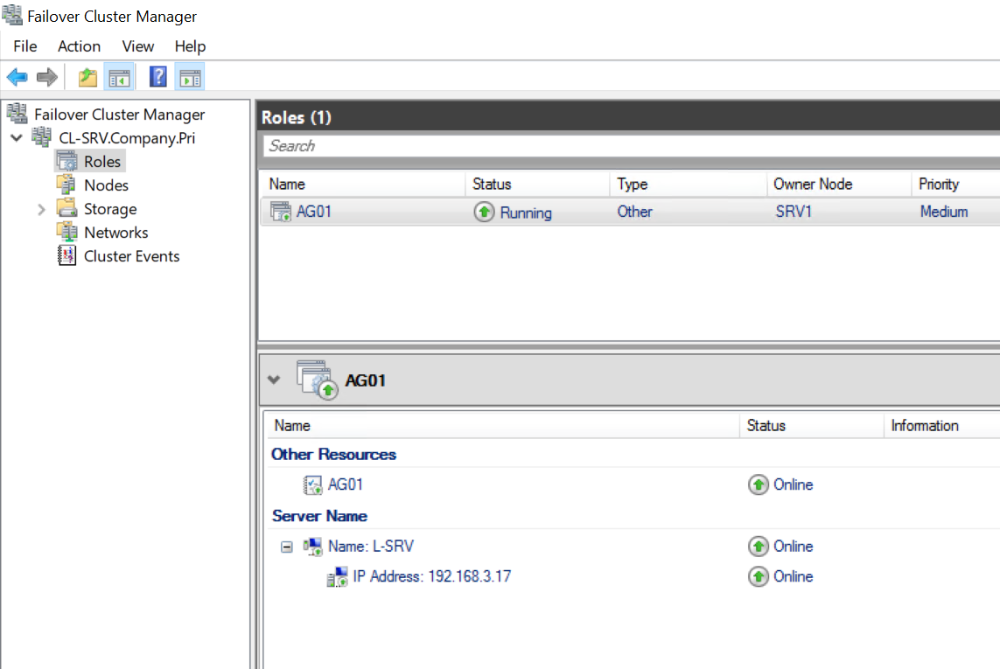 Failover Cluster Manager
File Action View Help
Failover Cluster Manager
CL-SRV.Company.Pri
Roles
Nodes
Storage
Networks
Cluster Events
Roles (1)
Search
Name Status Type Owner Node Priority
AG01 Running Other SRV1 Medium
AG01
Name Status Information
Other Resources
AG01 Online
Server Name
Name: L-SRV Online
IP Address: 192.168.3.17 Online